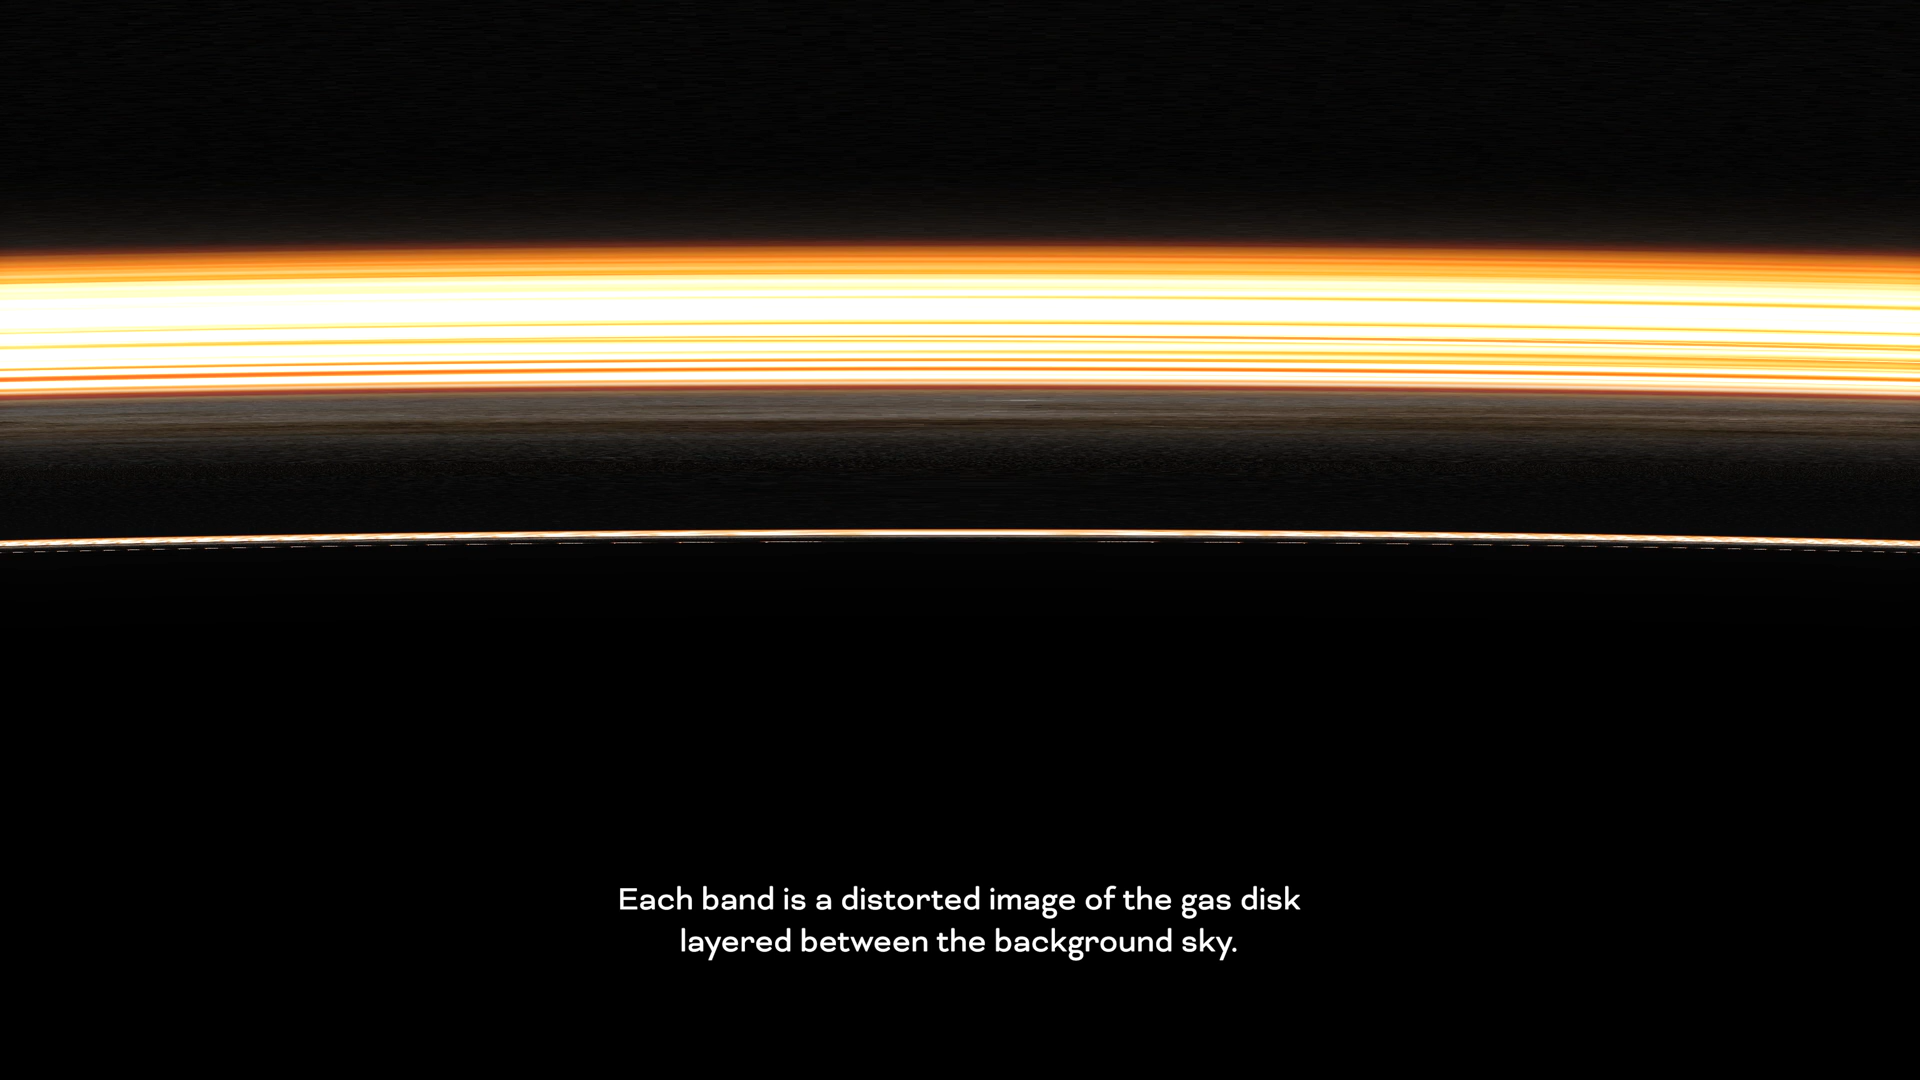 Each band is a distorted image of the gas disk
layered between the background sky.